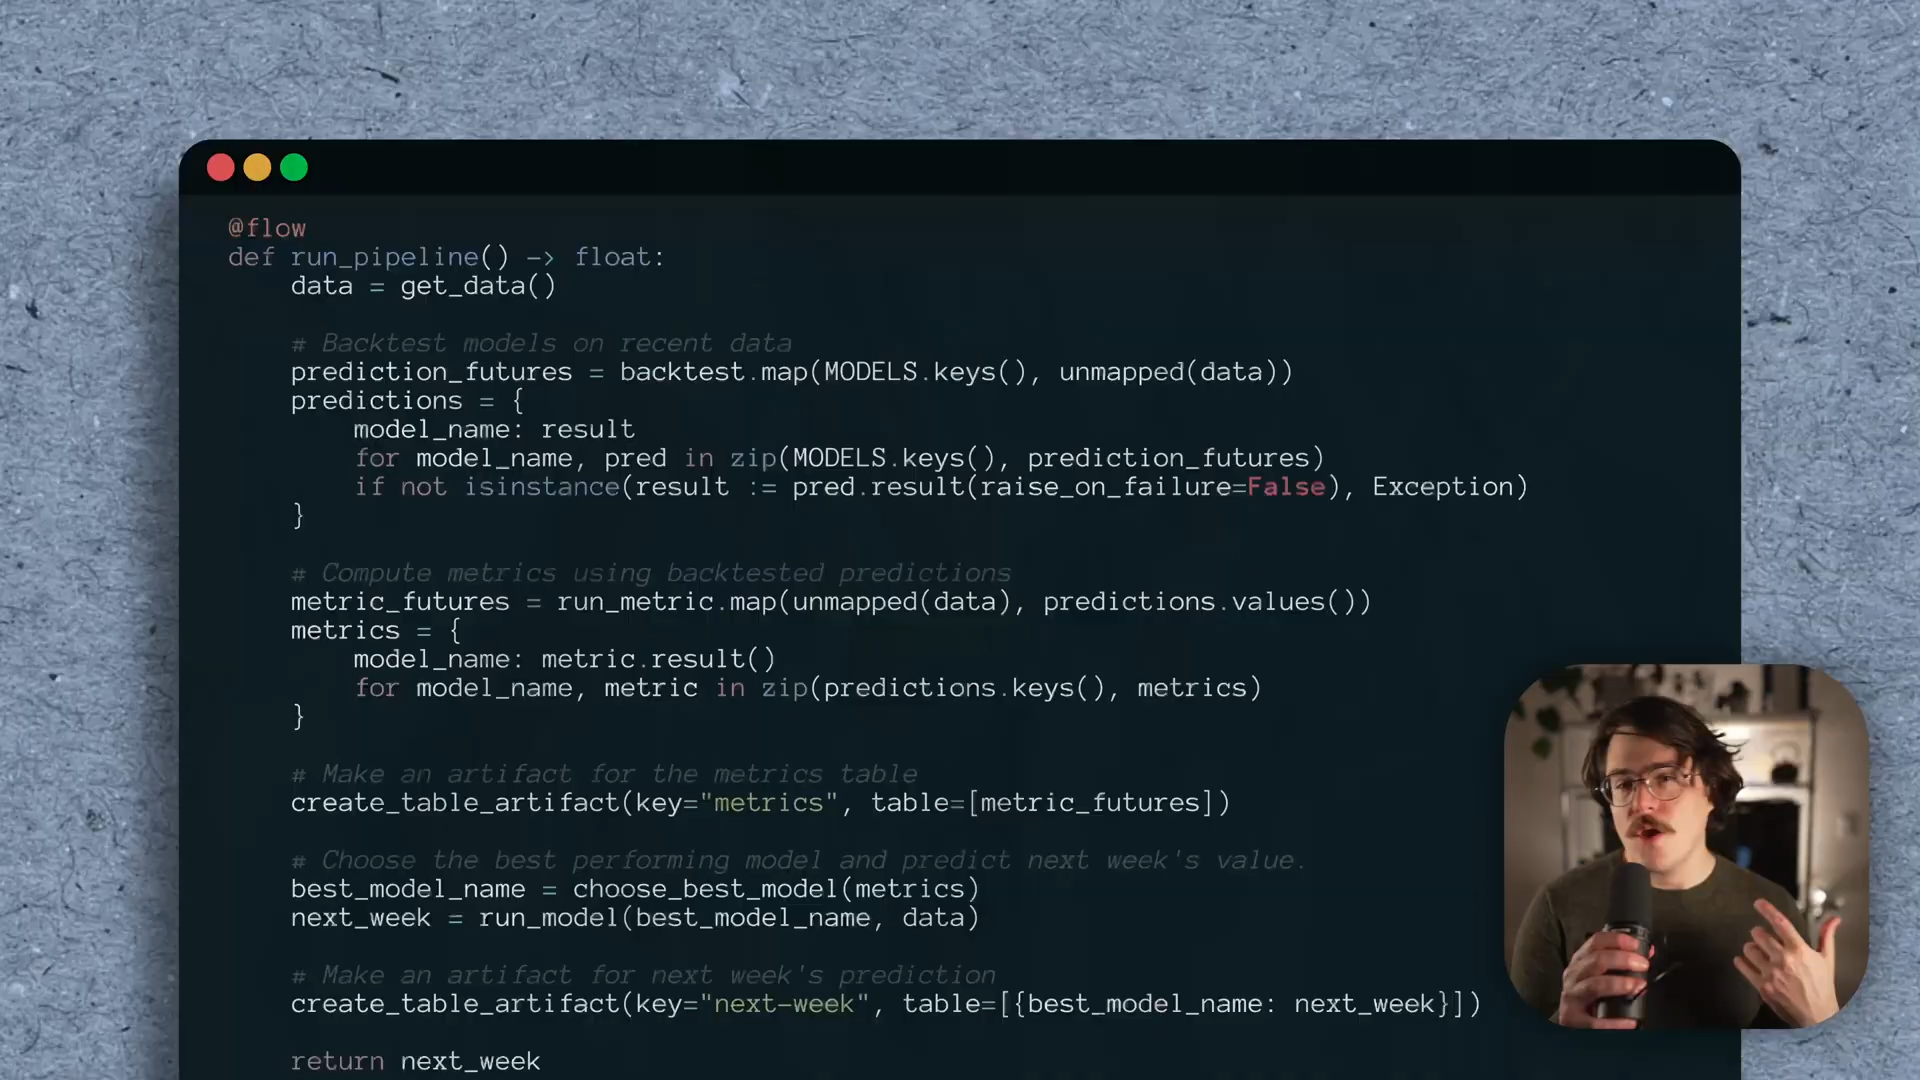 @flow
def run_pipeline() -> float:
    data = get_data()

    # Backtest models on recent data
    prediction_futures = backtest.map(MODELS.keys(), unmapped(data))
    predictions = {
        model_name: result
        for model_name, pred in zip(MODELS.keys(), prediction_futures)
        if not isinstance(result := pred.result(raise_on_failure=False), Exception)
    }

    # Compute metrics using backtested predictions
    metric_futures = run_metric.map(unmapped(data), predictions.values())
    metrics = {
        model_name: metric.result()
        for model_name, metric in zip(predictions.keys(), metrics)
    }

    # Make an artifact for the metrics table
    create_table_artifact(key="metrics", table=[metric_futures])

    # Choose the best performing model and predict next week's value.
    best_model_name = choose_best_model(metrics)
    next_week = run_model(best_model_name, data)

    # Make an artifact for next week's prediction
    create_table_artifact(key="next-week", table=[{best_model_name: next_week}])

    return next_week